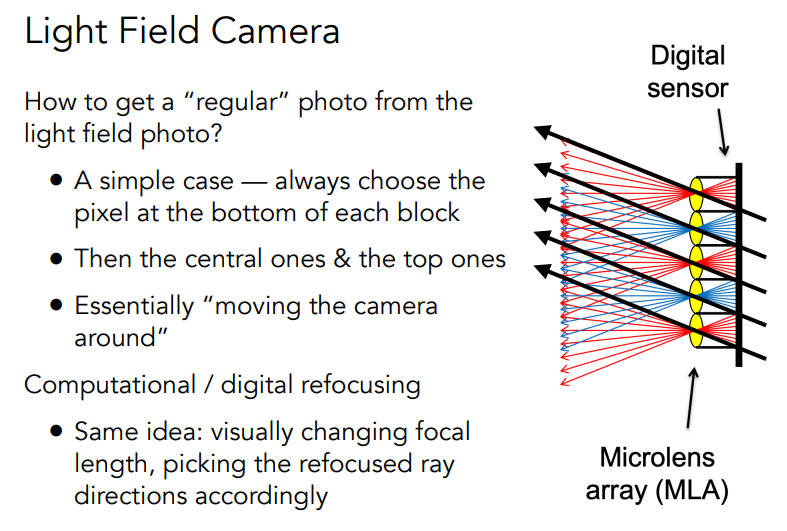 Light Field Camera
How to get a “regular” photo from the
light field photo?
• A simple case — always choose the
pixel at the bottom of each block
• Then the central ones & the top ones
• Essentially “moving the camera
around”
Computational / digital refocusing
• Same idea: visually changing focal
length, picking the refocused ray
directions accordingly
Digital
sensor
Microlens
array (MLA)